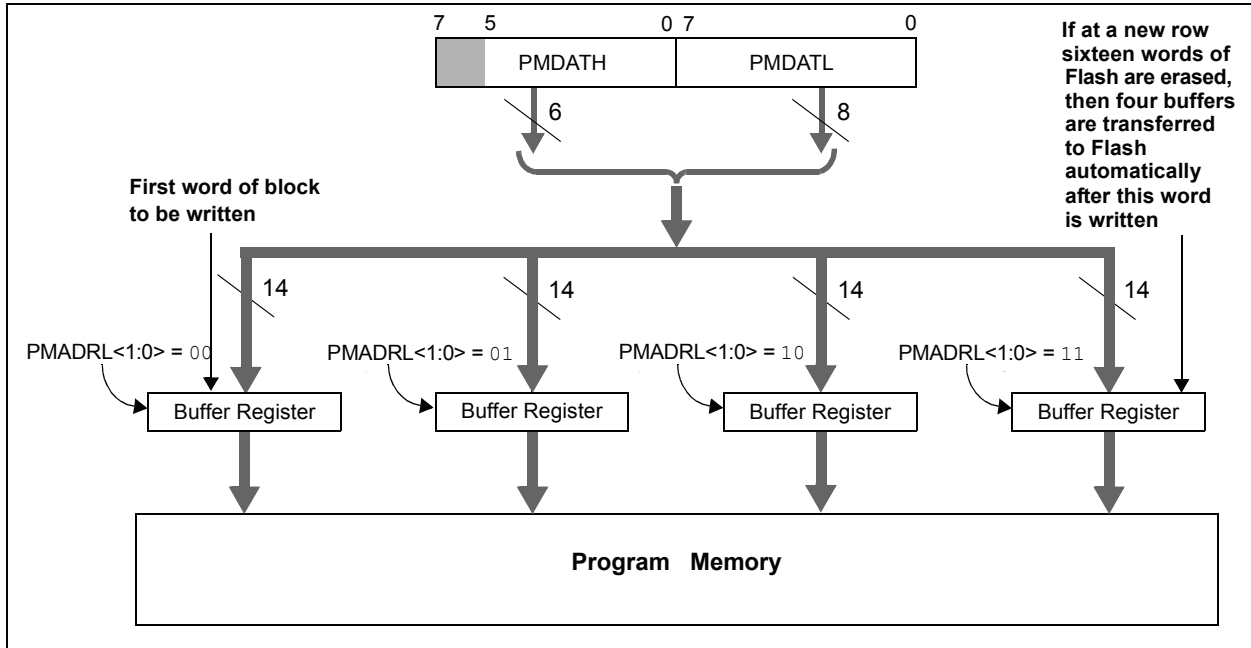 7 5 0 7 0
PMDATH PMDATL
6 8
If at a new row
sixteen words of
Flash are erased,
then four buffers
are transferred
to Flash
automatically
after this word
is written
First word of block
to be written
14 14 14 14
PMADRL<1:0> = 00 PMADRL<1:0> = 01 PMADRL<1:0> = 10 PMADRL<1:0> = 11
Buffer Register Buffer Register Buffer Register Buffer Register
Program Memory